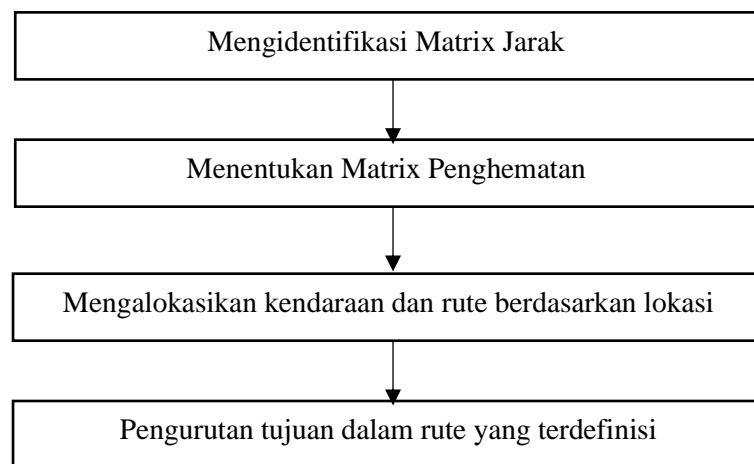 Mengidentifikasi Matrix Jarak
Menentukan Matrix Penghematan
Mengalokasikan kendaraan dan rute berdasarkan lokasi
Pengurutan tujuan dalam rute yang terdefinisi